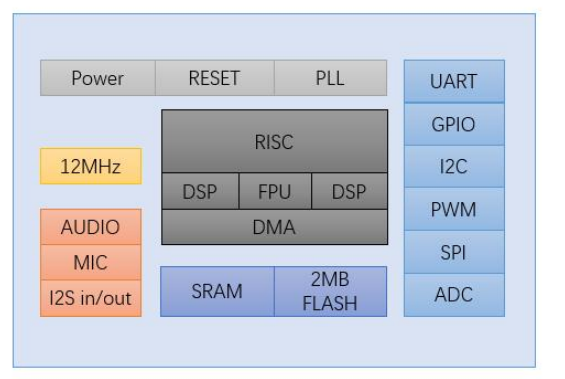 Power RESET PLL
UART
GPIO
I2C
PWM
SPI
ADC
12MHz
RISC
DSP FPU DSP
DMA
AUDIO
MIC
I2S in/out
SRAM
2MB
FLASH